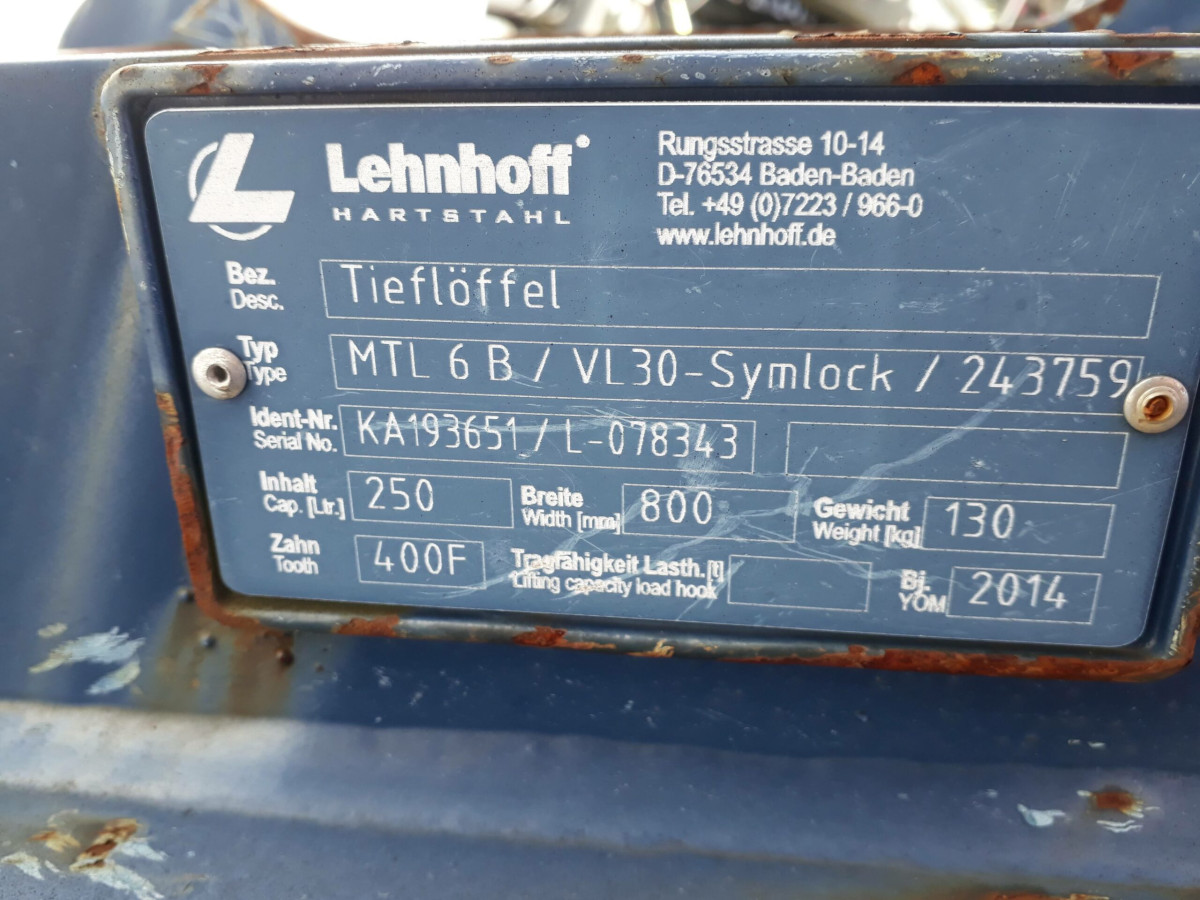 Lehnhoff®
HARTSTAHL
Rungsstrasse 10-14
D-76534 Baden-Baden
Tel. +49 (0)7223 / 966-0
www.lehnhoff.de
Bez.
Desc.
Tieflöffel
Typ
Type
MTL 6 B / VL30-Symlock / 243759
Ident-Nr.
Serial No.
KA193651 / L-078343
Inhalt
Cap. [Ltr.]
250
Breite
Width [mm]
800
Gewicht
Weight [kg]
130
Zahn
Tooth
400F
Tragfähigkeit Lasth.[t]
Lifting capacity load hook
Bj.
YOM
2014